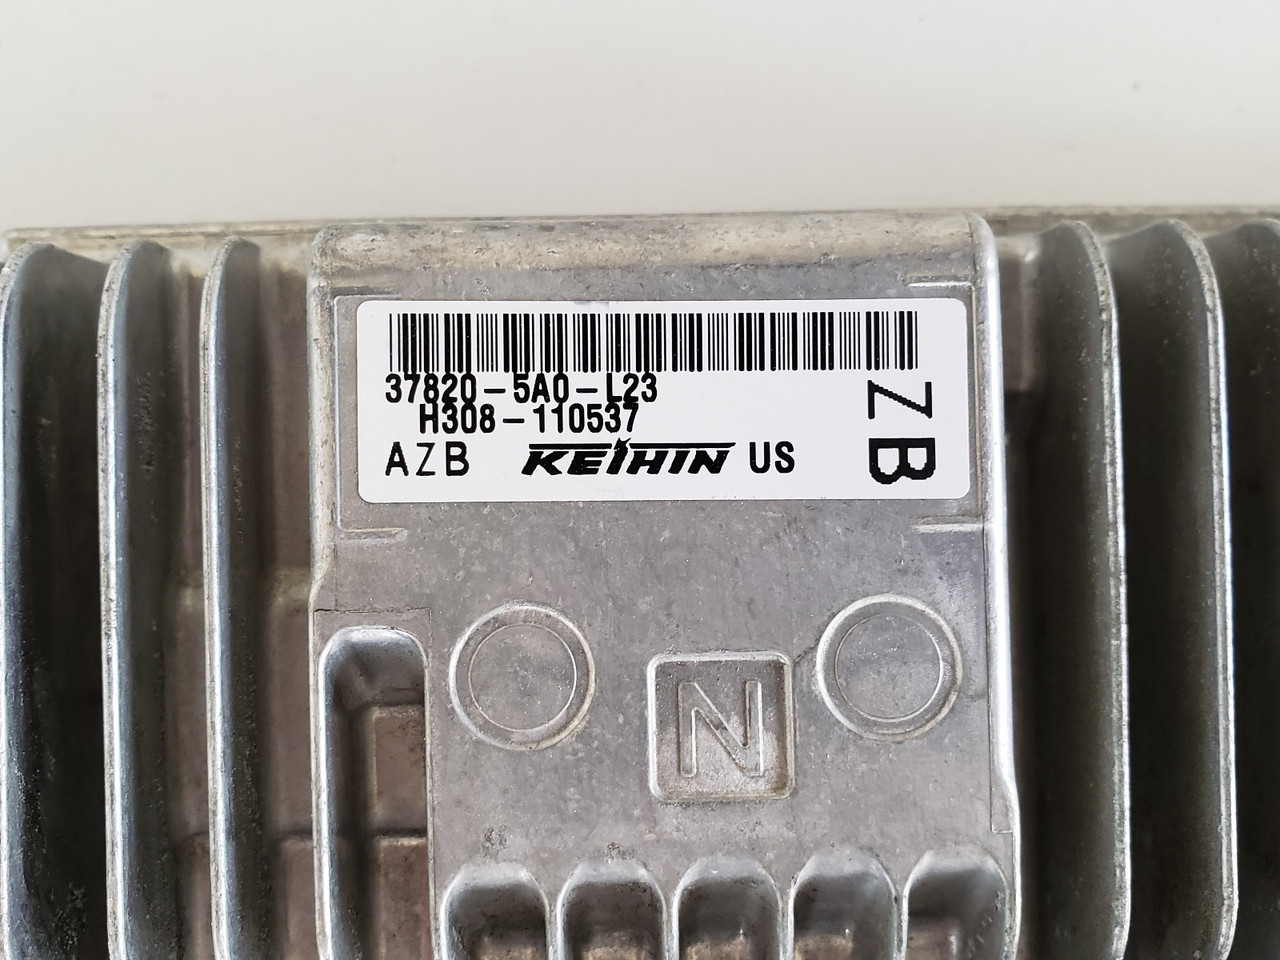 37820-5A0-L23
H308-110537
AZB KEIHIN US
ZB
N